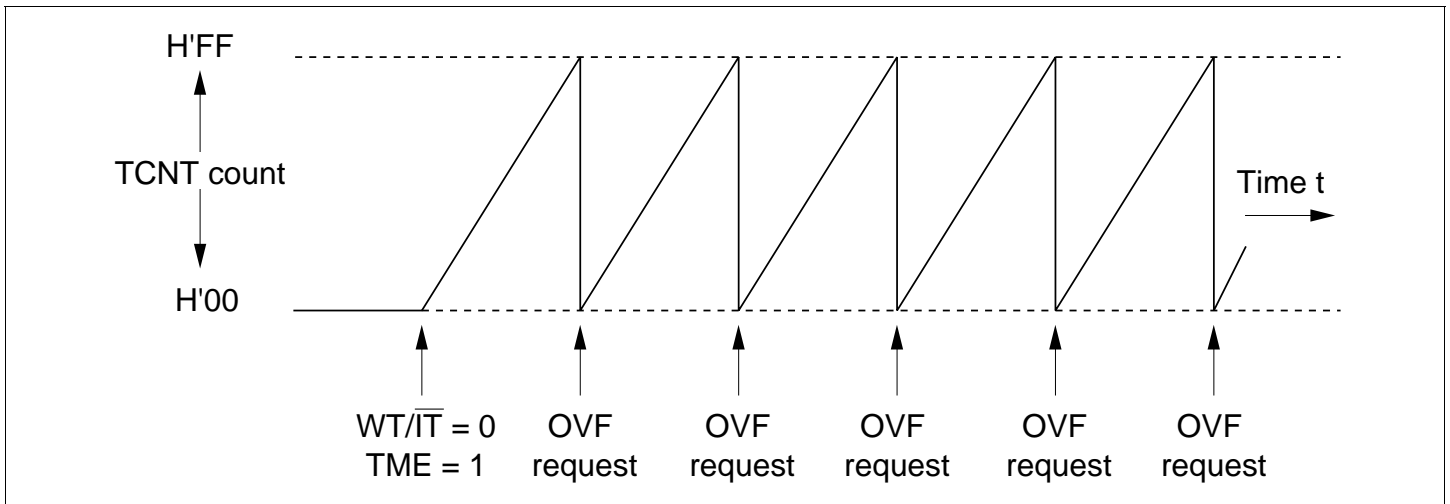 H'FF
TCNT count
H'00
Time t
WT/I̅T̅ = 0
TME = 1
OVF
request
OVF
request
OVF
request
OVF
request
OVF
request